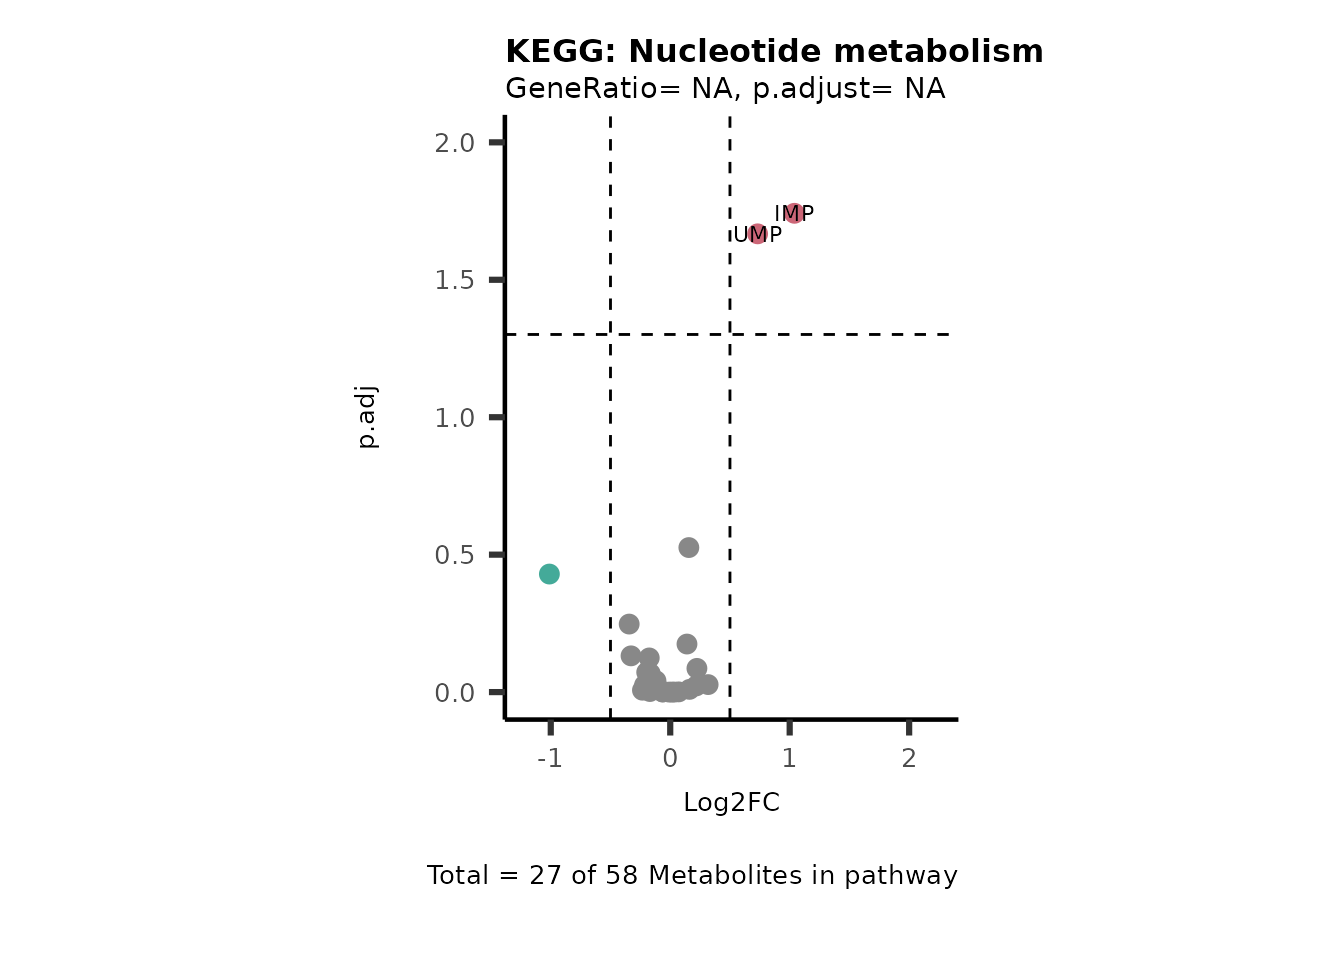 KEGG: Nucleotide metabolism
GeneRatio= NA, p.adjust= NA
2.0
IMP
UMP
1.5
1.0
p.adj
0.5
0.0
-1 0 1 2
Log2FC
Total = 27 of 58 Metabolites in pathway